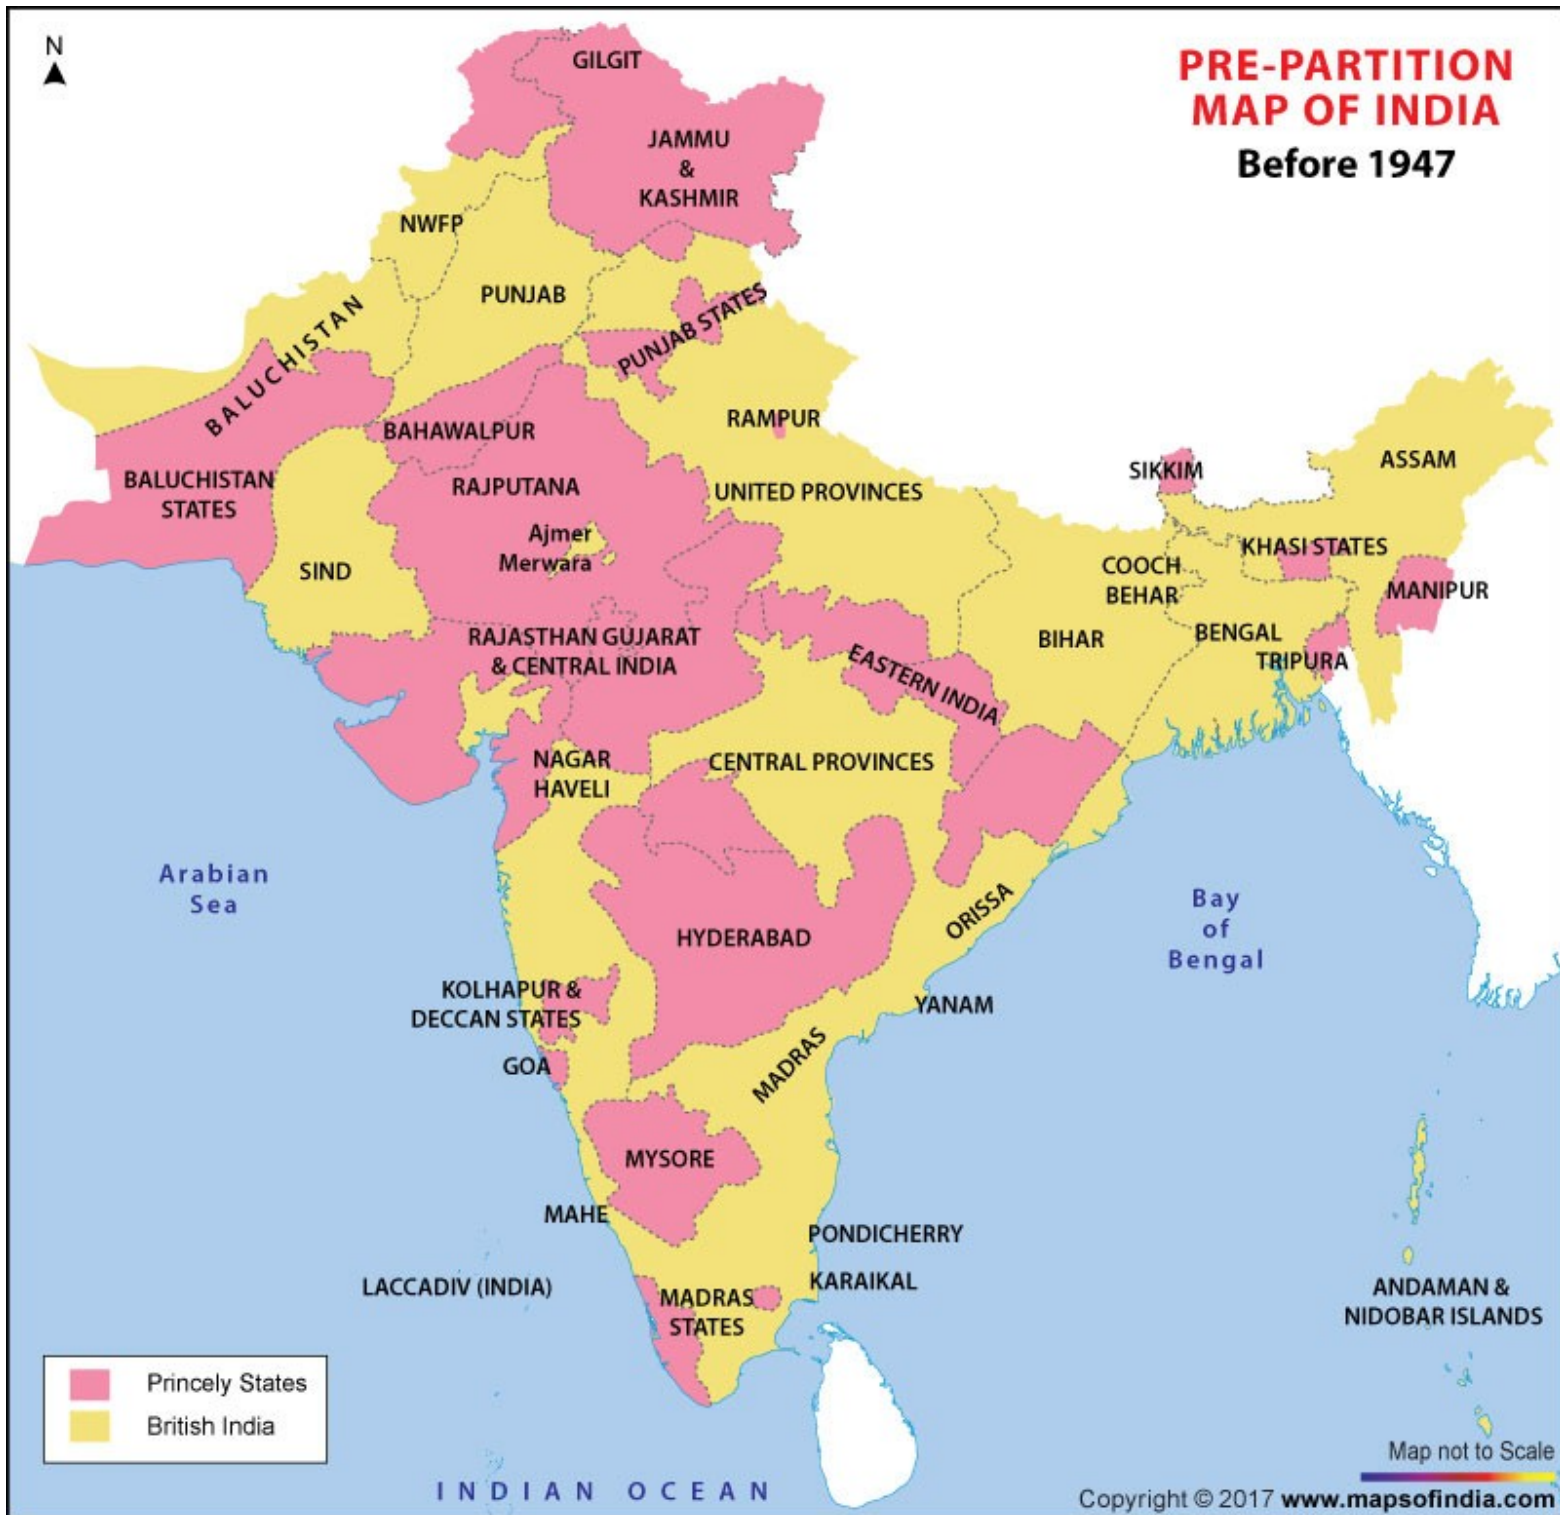 N
PRE-PARTITION
MAP OF INDIA
Before 1947
GILGIT
JAMMU
&
KASHMIR
NWFP
PUNJAB
PUNJAB STATES
BALUCHISTAN
BAHAWALPUR
RAMPUR
BALUCHISTAN
STATES
RAJPUTANA
UNITED PROVINCES
SIKKIM
ASSAM
Ajmer
Merwara
SIND
COOCH
BEHAR
KHASI STATES
MANIPUR
RAJASTHAN GUJARAT
& CENTRAL INDIA
BIHAR
BENGAL
TRIPURA
EASTERN INDIA
NAGAR
HAVELI
CENTRAL PROVINCES
Arabian
Sea
HYDERABAD
ORISSA
Bay
of
Bengal
KOLHAPUR &
DECCAN STATES
YANAM
GOA
MADRAS
MYSORE
MAHE
PONDICHERRY
LACCADIV (INDIA)
KARAIKAL
MADRAS
STATES
ANDAMAN &
NIDOBAR ISLANDS
Princely States
British India
INDIAN OCEAN
Map not to Scale
Copyright © 2017 www.mapsofindia.com